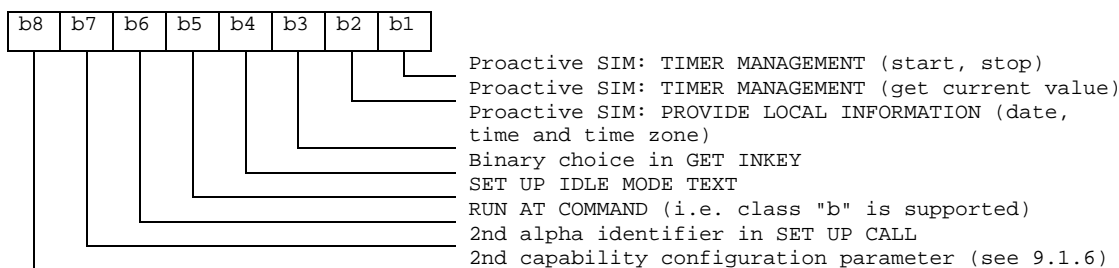 b8 b7 b6 b5 b4 b3 b2 b1
Proactive SIM: TIMER MANAGEMENT (start, stop)
Proactive SIM: TIMER MANAGEMENT (get current value)
Proactive SIM: PROVIDE LOCAL INFORMATION (date,
time and time zone)
Binary choice in GET INKEY
SET UP IDLE MODE TEXT
RUN AT COMMAND (i.e. class "b" is supported)
2nd alpha identifier in SET UP CALL
2nd capability configuration parameter (see 9.1.6)